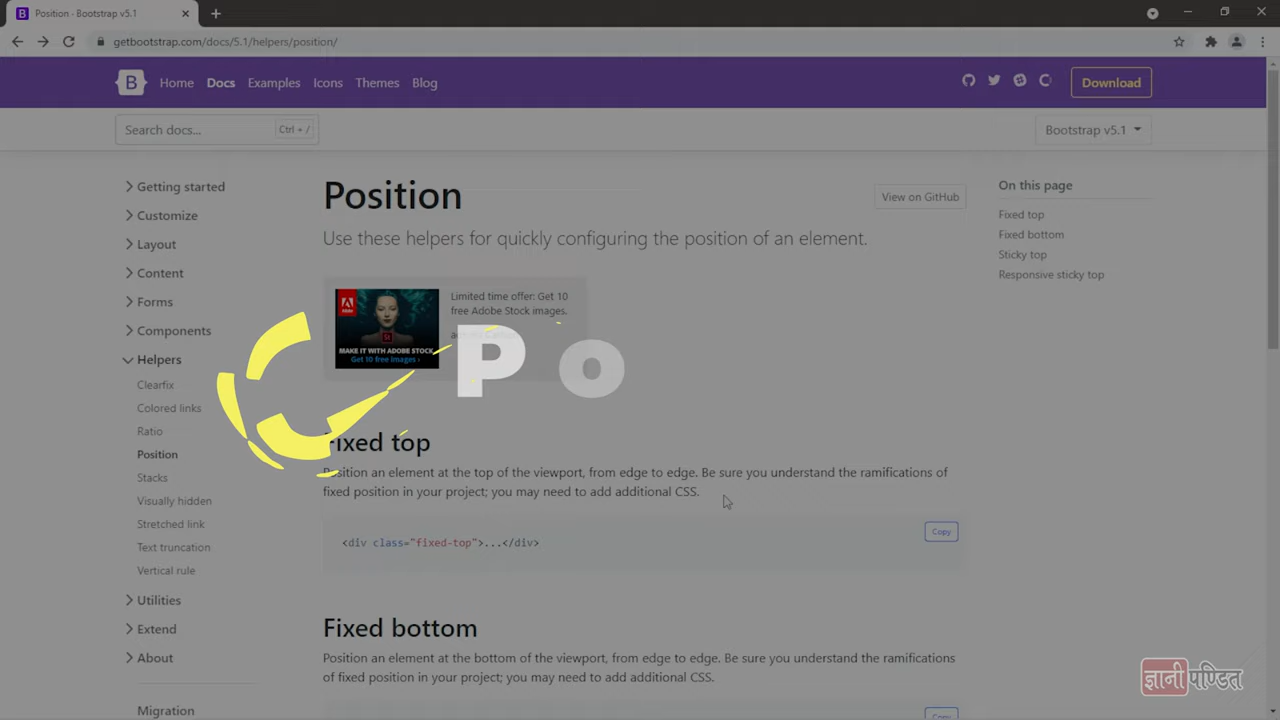 Position - Bootstrap v5.1
getbootstrap.com/docs/5.1/helpers/position/
B Home Docs Examples Icons Themes Blog Download
Search docs... Ctrl + / Bootstrap v5.1
Getting started
Customize
Layout
Content
Forms
Components
Helpers
Clearfix
Colored links
Ratio
Position
Stacks
Visually hidden
Stretched link
Text truncation
Vertical rule
Utilities
Extend
About
Migration
Position
View on GitHub
Use these helpers for quickly configuring the position of an element.
Limited time offer: Get 10
free Adobe Stock images.
MAKE IT WITH ADOBE STOCK.
Get 10 free images ›
Po
Fixed top
Position an element at the top of the viewport, from edge to edge. Be sure you understand the ramifications of
fixed position in your project; you may need to add additional CSS.
Copy
<div class="fixed-top">...</div>
Fixed bottom
Position an element at the bottom of the viewport, from edge to edge. Be sure you understand the ramifications
of fixed position in your project; you may need to add additional CSS.
Copy
On this page
Fixed top
Fixed bottom
Sticky top
Responsive sticky top
ज्ञानी पण्डित